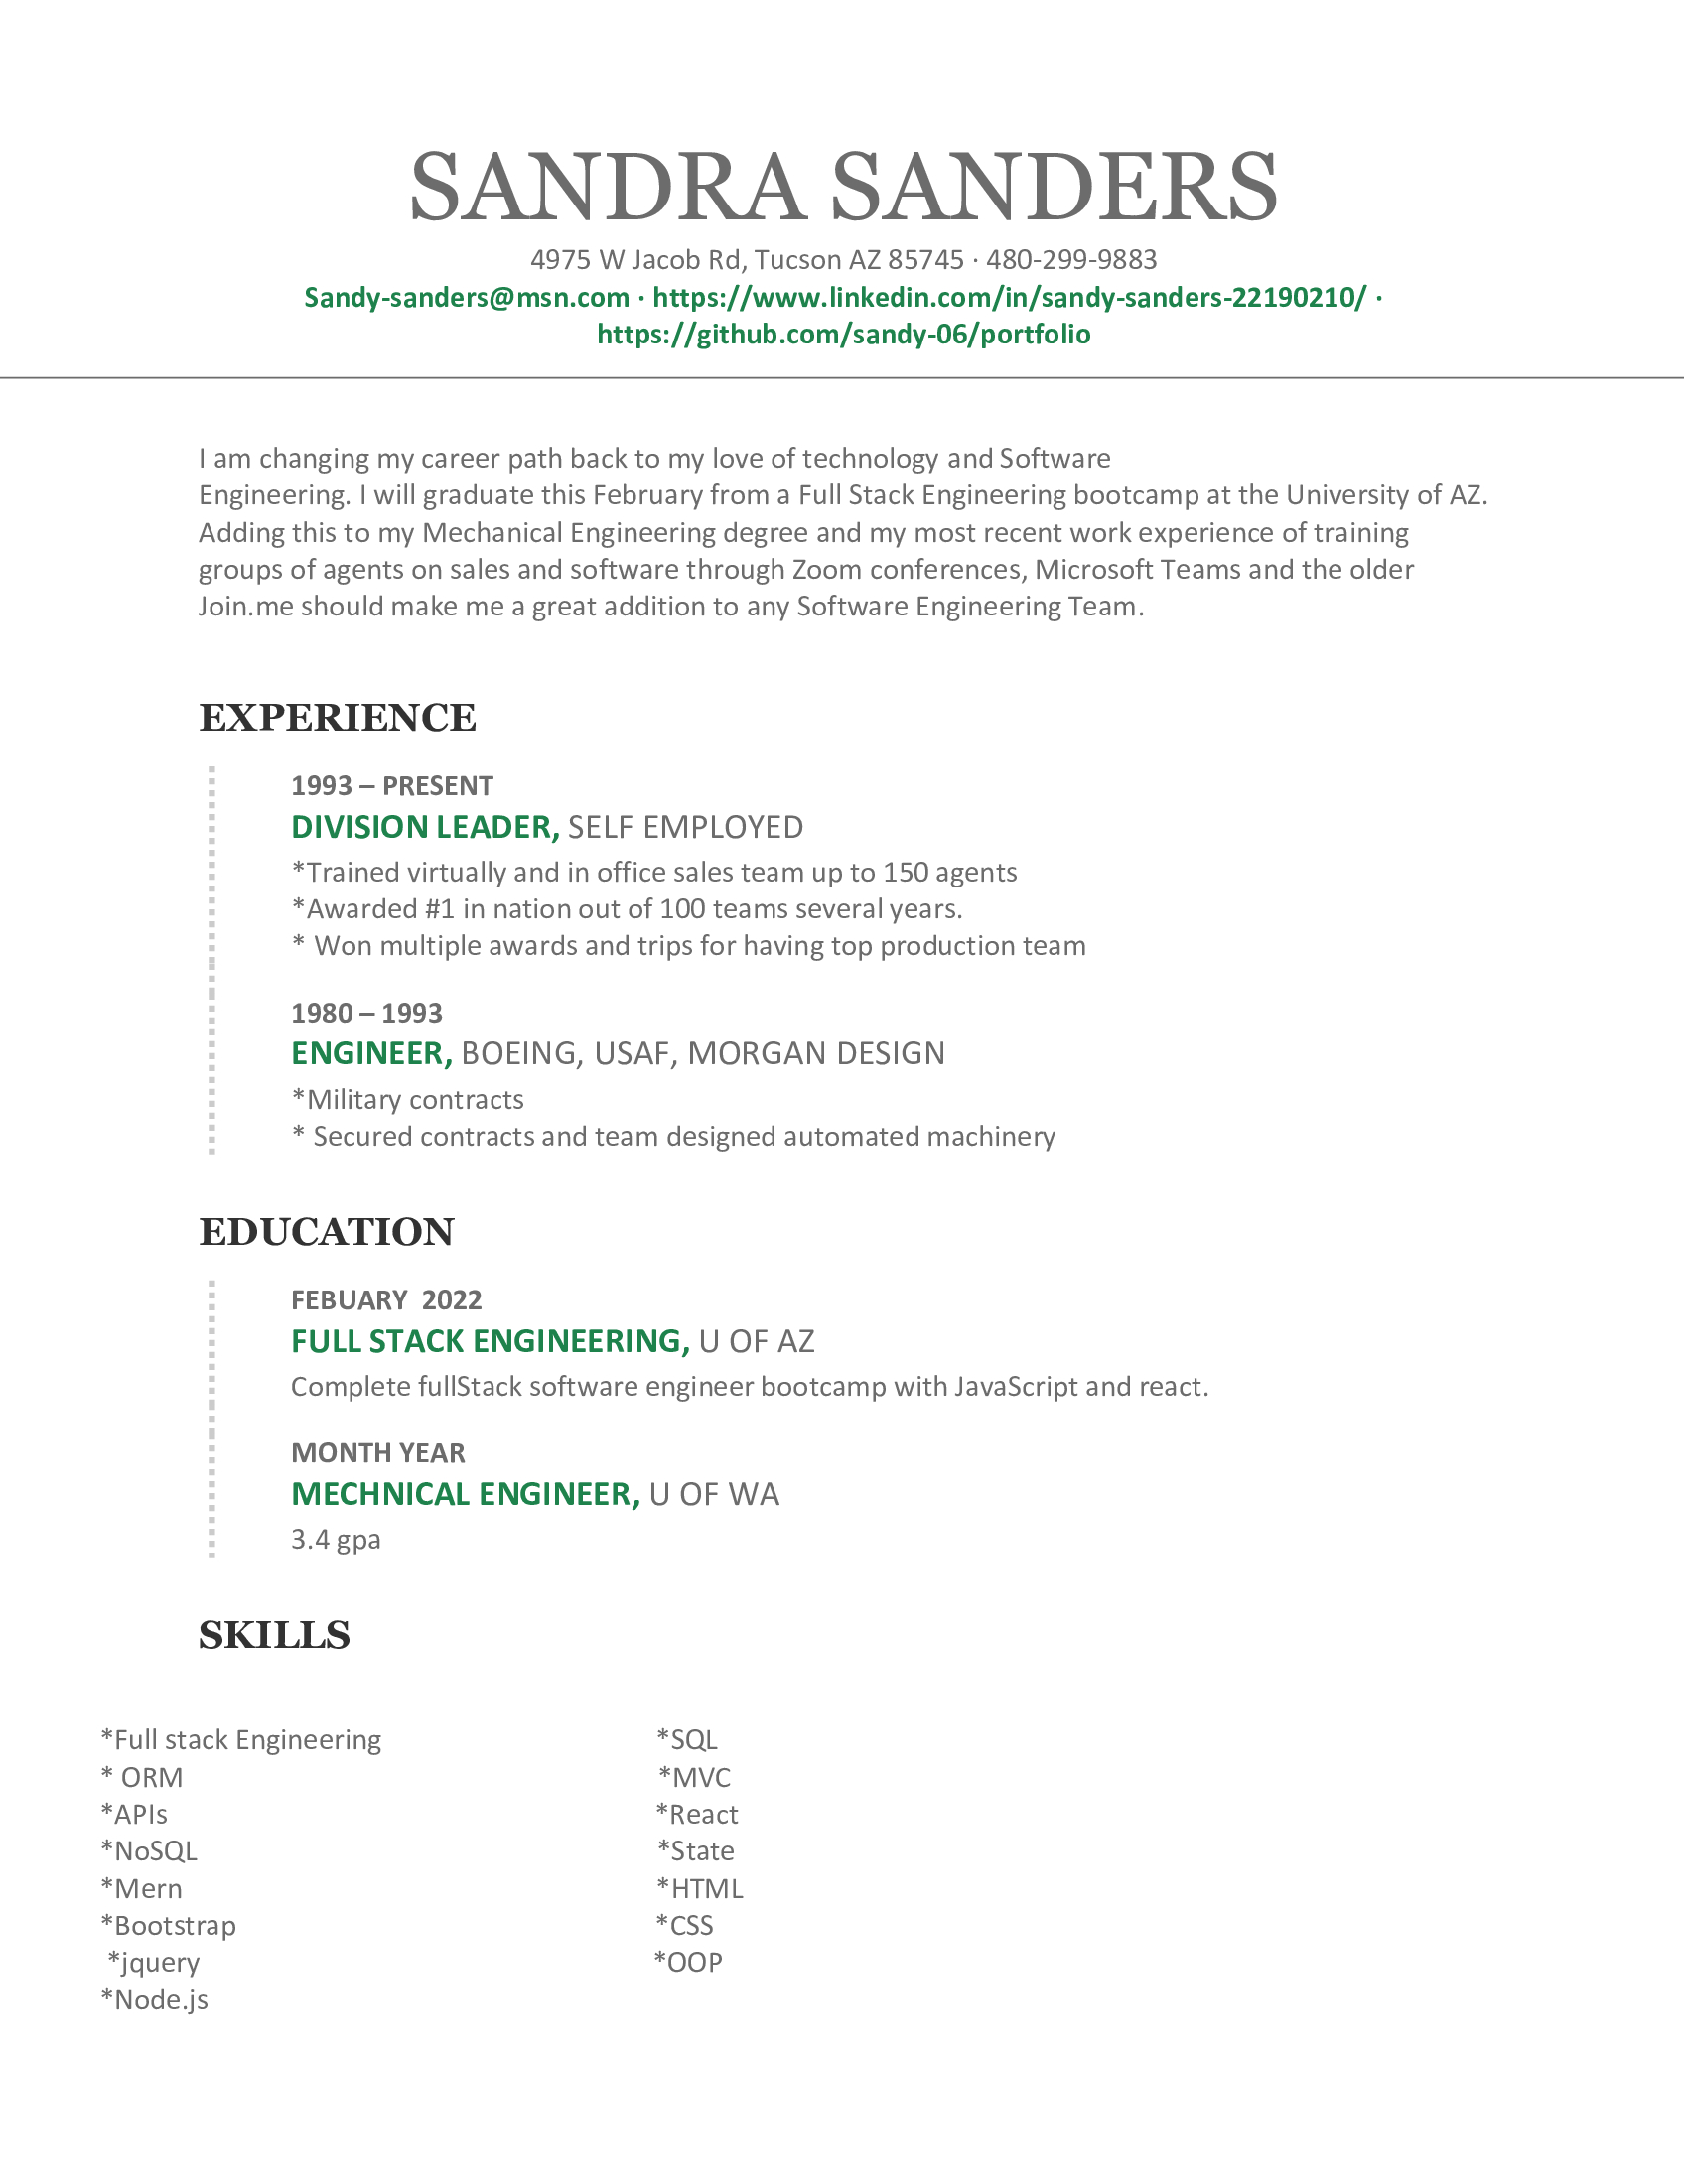 SANDRA SANDERS
4975 W Jacob Rd, Tucson AZ 85745 · 480-299-9883
Sandy-sanders@msn.com · https://www.linkedin.com/in/sandy-sanders-22190210/ ·
https://github.com/sandy-06/portfolio
I am changing my career path back to my love of technology and Software
Engineering. I will graduate this February from a Full Stack Engineering bootcamp at the University of AZ.
Adding this to my Mechanical Engineering degree and my most recent work experience of training
groups of agents on sales and software through Zoom conferences, Microsoft Teams and the older
Join.me should make me a great addition to any Software Engineering Team.
EXPERIENCE
1993 – PRESENT
DIVISION LEADER, SELF EMPLOYED
*Trained virtually and in office sales team up to 150 agents
*Awarded #1 in nation out of 100 teams several years.
* Won multiple awards and trips for having top production team
1980 – 1993
ENGINEER, BOEING, USAF, MORGAN DESIGN
*Military contracts
* Secured contracts and team designed automated machinery
EDUCATION
FEBUARY  2022
FULL STACK ENGINEERING, U OF AZ
Complete fullStack software engineer bootcamp with JavaScript and react.
MONTH YEAR
MECHNICAL ENGINEER, U OF WA
3.4 gpa
SKILLS
*Full stack Engineering
* ORM
*APIs
*NoSQL
*Mern
*Bootstrap
*jquery
*Node.js
*SQL
*MVC
*React
*State
*HTML
*CSS
*OOP